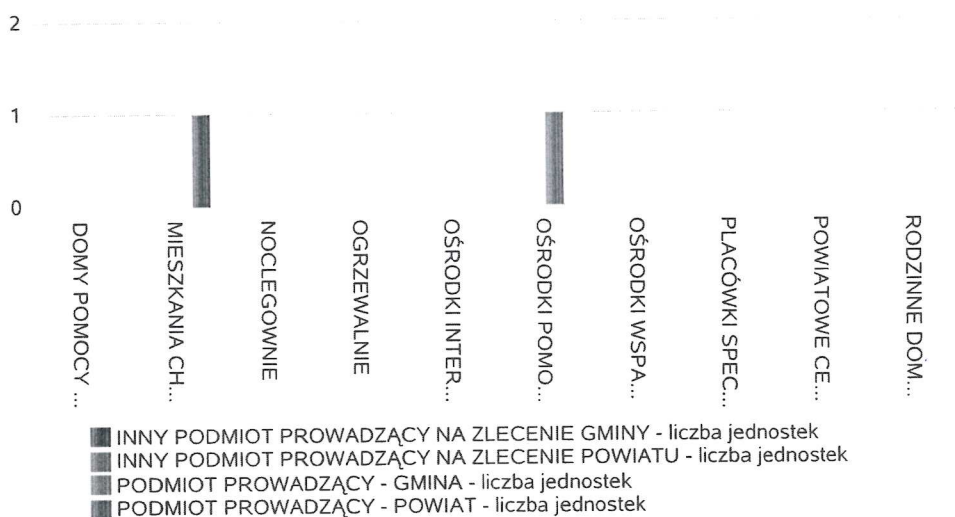 2
1
0
DOMY POMOCY ...
MIESZKANIA CH...
NOCLEGOWNIE
OGRZEWALNIE
OŚRODKI INTER...
OŚRODKI POMO...
OŚRODKI WSPA...
PLACÓWKI SPEC...
POWIATOWE CE...
RODZINNE DOM...
INNY PODMIOT PROWADZĄCY NA ZLECENIE GMINY - liczba jednostek
INNY PODMIOT PROWADZĄCY NA ZLECENIE POWIATU - liczba jednostek
PODMIOT PROWADZĄCY - GMINA - liczba jednostek
PODMIOT PROWADZĄCY - POWIAT - liczba jednostek